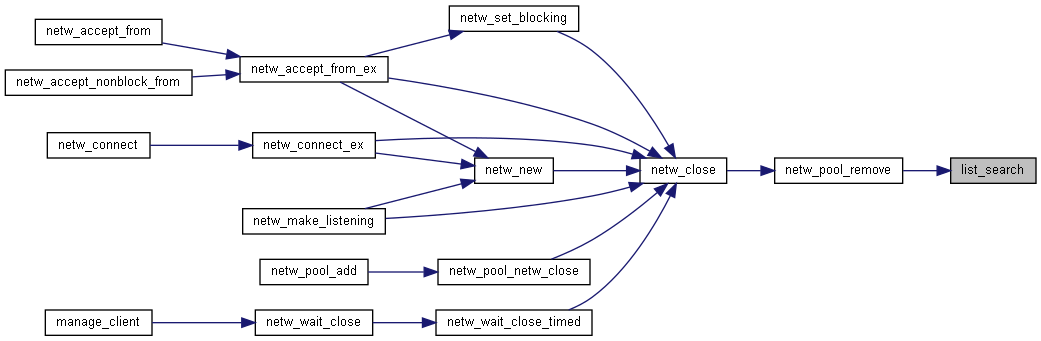 netw_set_blocking
netw_accept_from
netw_accept_from_ex
netw_accept_nonblock_from
netw_connect
netw_connect_ex
netw_new
netw_close
netw_pool_remove
list_search
netw_make_listening
netw_pool_add
netw_pool_netw_close
manage_client
netw_wait_close
netw_wait_close_timed